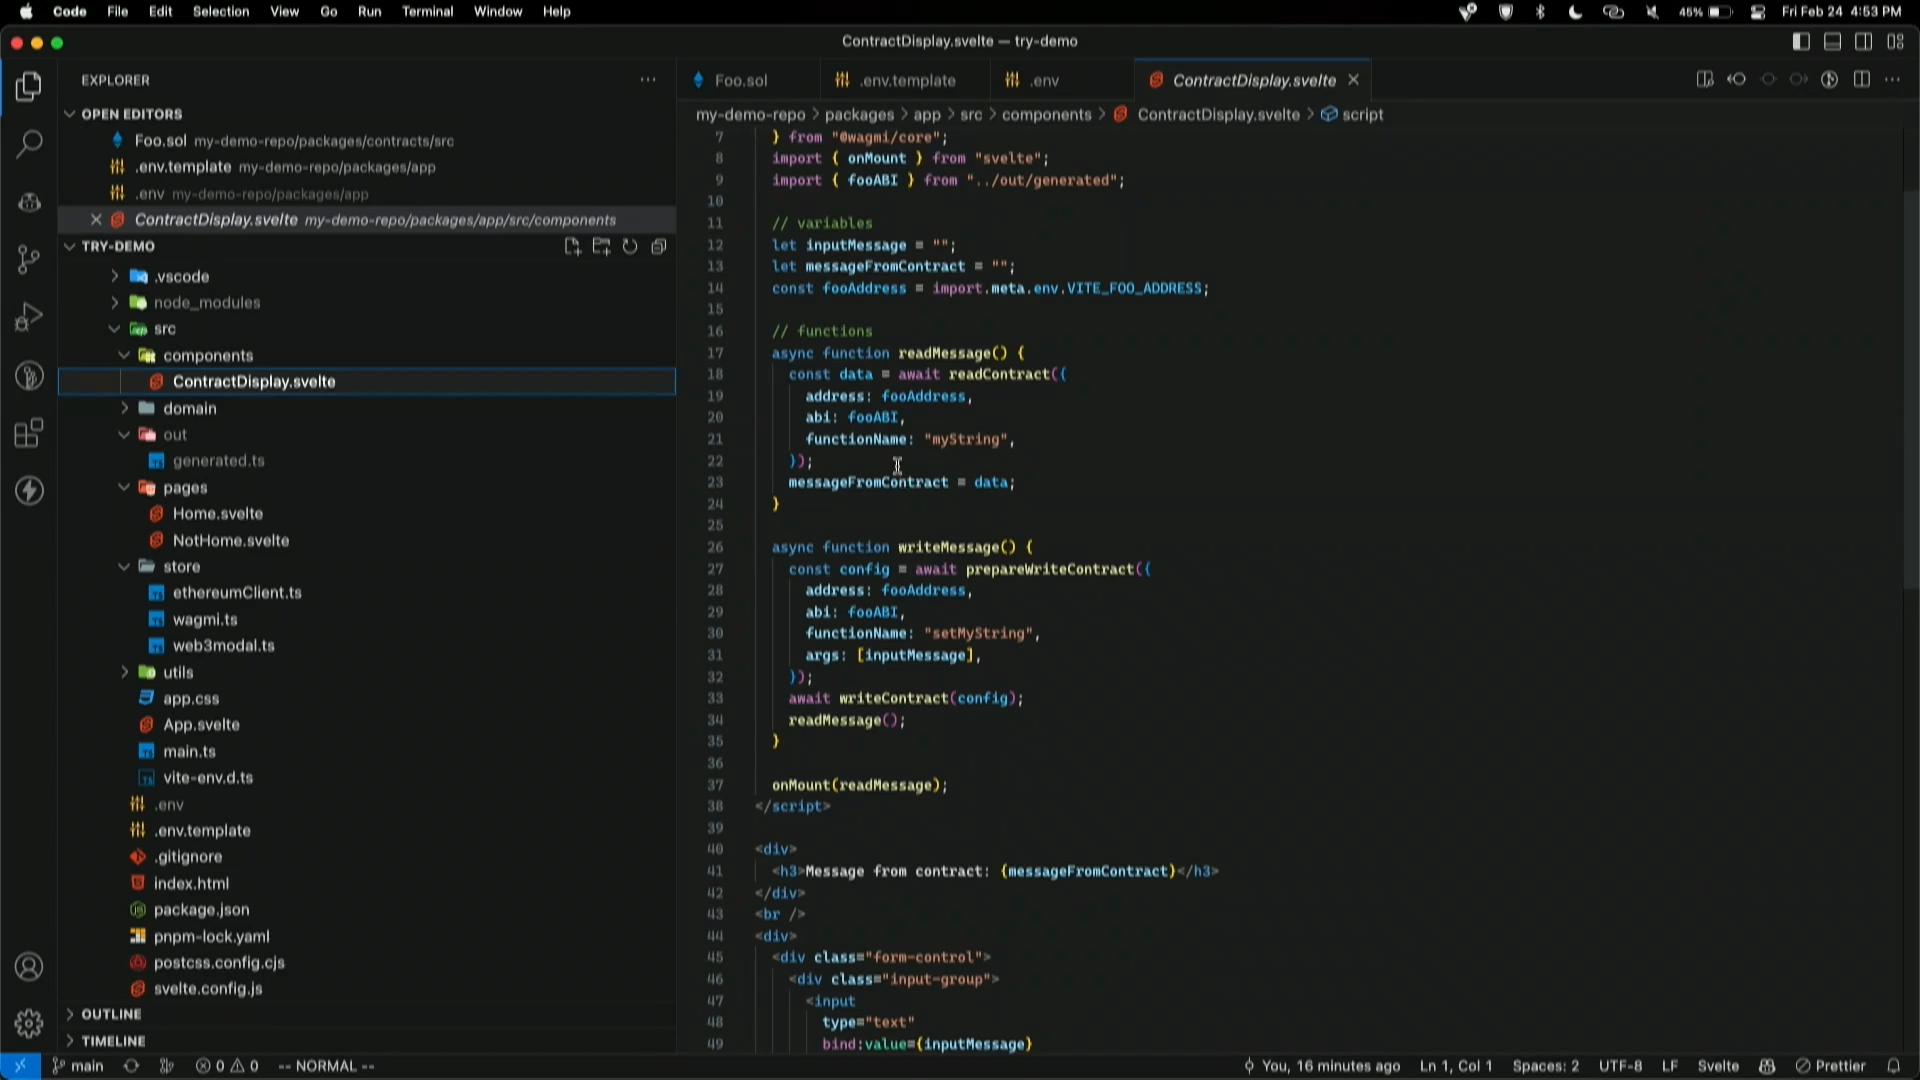 Code File Edit Selection View Go Run Terminal Window Help 45% Fri Feb 24 4:53 PM
ContractDisplay.svelte — try-demo
EXPLORER
OPEN EDITORS
Foo.sol my-demo-repo/packages/contracts/src
.env.template my-demo-repo/packages/app
.env my-demo-repo/packages/app
ContractDisplay.svelte my-demo-repo/packages/app/src/components
TRY-DEMO
.vscode
node_modules
src
components
ContractDisplay.svelte
domain
out
generated.ts
pages
Home.svelte
NotHome.svelte
store
ethereumClient.ts
wagmi.ts
web3modal.ts
utils
app.css
App.svelte
main.ts
vite-env.d.ts
.env
.env.template
.gitignore
index.html
package.json
pnpm-lock.yaml
postcss.config.cjs
svelte.config.js
OUTLINE
TIMELINE
Foo.sol .env.template .env ContractDisplay.svelte
my-demo-repo > packages > app > src > components > ContractDisplay.svelte > script
7 } from "@wagmi/core";
8 import { onMount } from "svelte";
9 import { fooABI } from "../out/generated";
10
11 // variables
12 let inputMessage = "";
13 let messageFromContract = "";
14 const fooAddress = import.meta.env.VITE_FOO_ADDRESS;
15
16 // functions
17 async function readMessage() {
18 const data = await readContract({
19 address: fooAddress,
20 abi: fooABI,
21 functionName: "myString",
22 });
23 messageFromContract = data;
24 }
25
26 async function writeMessage() {
27 const config = await prepareWriteContract({
28 address: fooAddress,
29 abi: fooABI,
30 functionName: "setMyString",
31 args: [inputMessage],
32 });
33 await writeContract(config);
34 readMessage();
35 }
36
37 onMount(readMessage);
38 </script>
39
40 <div>
41 <h3>Message from contract: {messageFromContract}</h3>
42 </div>
43 <br />
44 <div>
45 <div class="form-control">
46 <div class="input-group">
47 <input
48 type="text"
49 bind:value={inputMessage}
main 0 0 -- NORMAL -- You, 16 minutes ago Ln 1, Col 1 Spaces: 2 UTF-8 LF Svelte Prettier